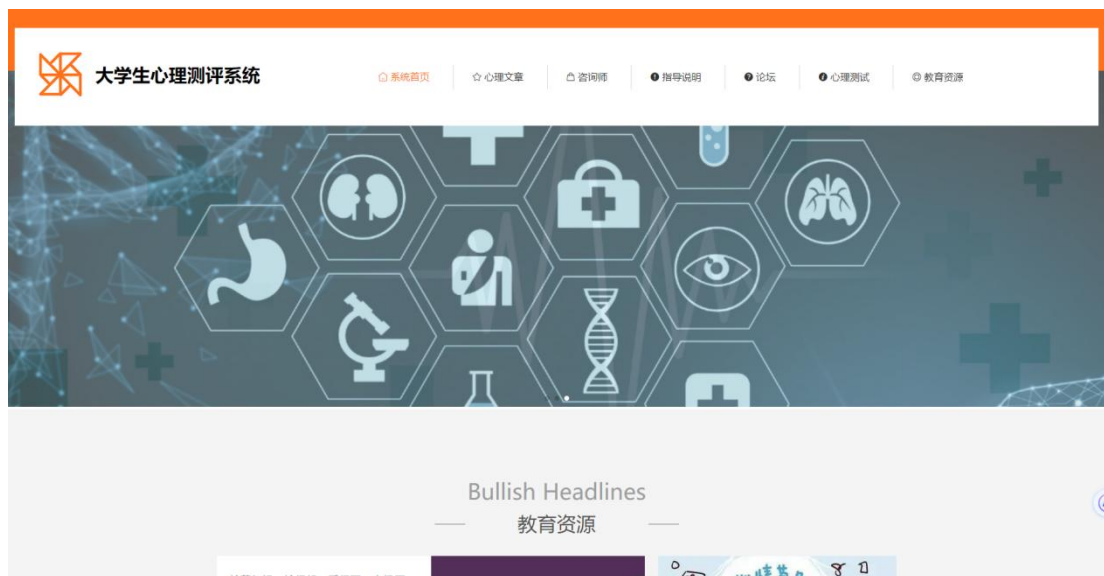 大学生心理测评系统
系统首页 心理文章 咨询师 指导说明 论坛 心理测试 教育资源
Bullish Headlines
教育资源